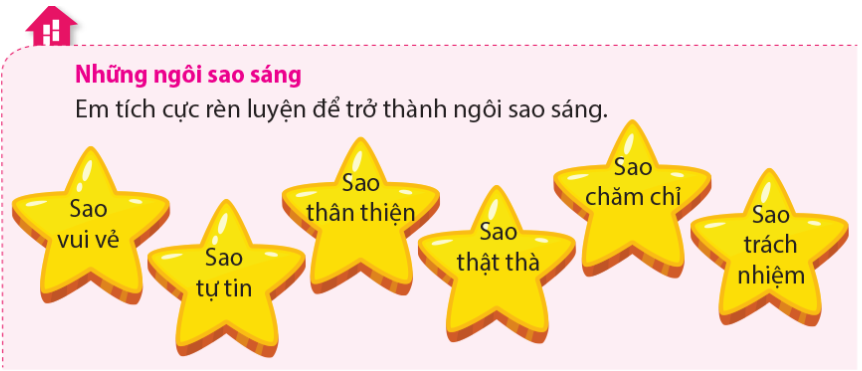 Những ngôi sao sáng
Em tích cực rèn luyện để trở thành ngôi sao sáng.
Sao
vui vẻ
Sao
tự tin
Sao
thân thiện
Sao
thật thà
Sao
chăm chỉ
Sao
trách
nhiệm